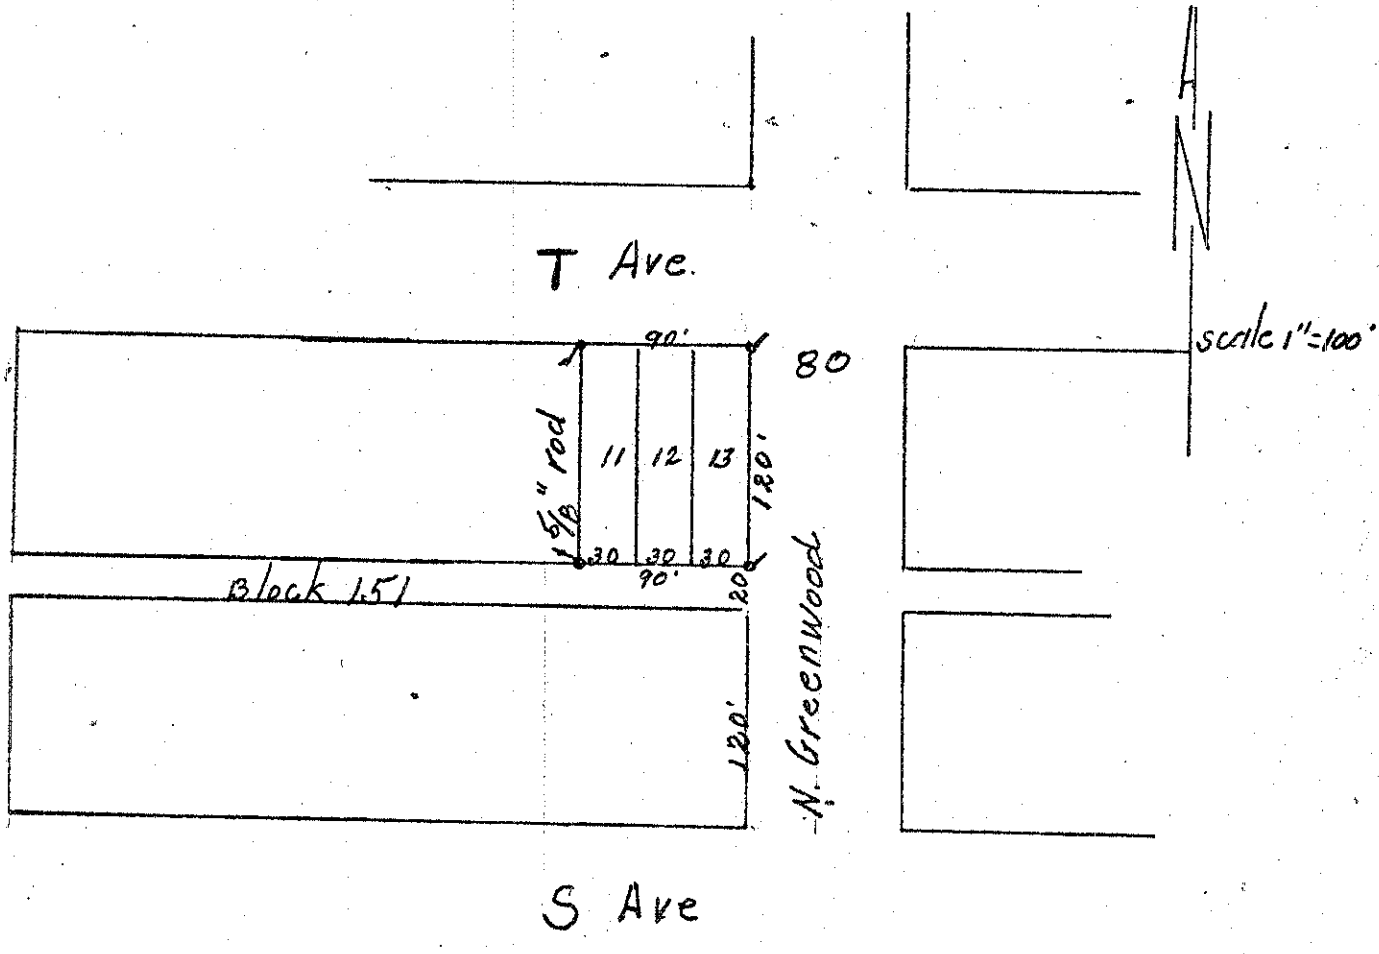 N
T Ave.
scale 1"=100'
90'
80
1 5/8" rod
11 12 13
120'
30 30 30
90'
20
Block 151
N. Greenwood
120'
S Ave